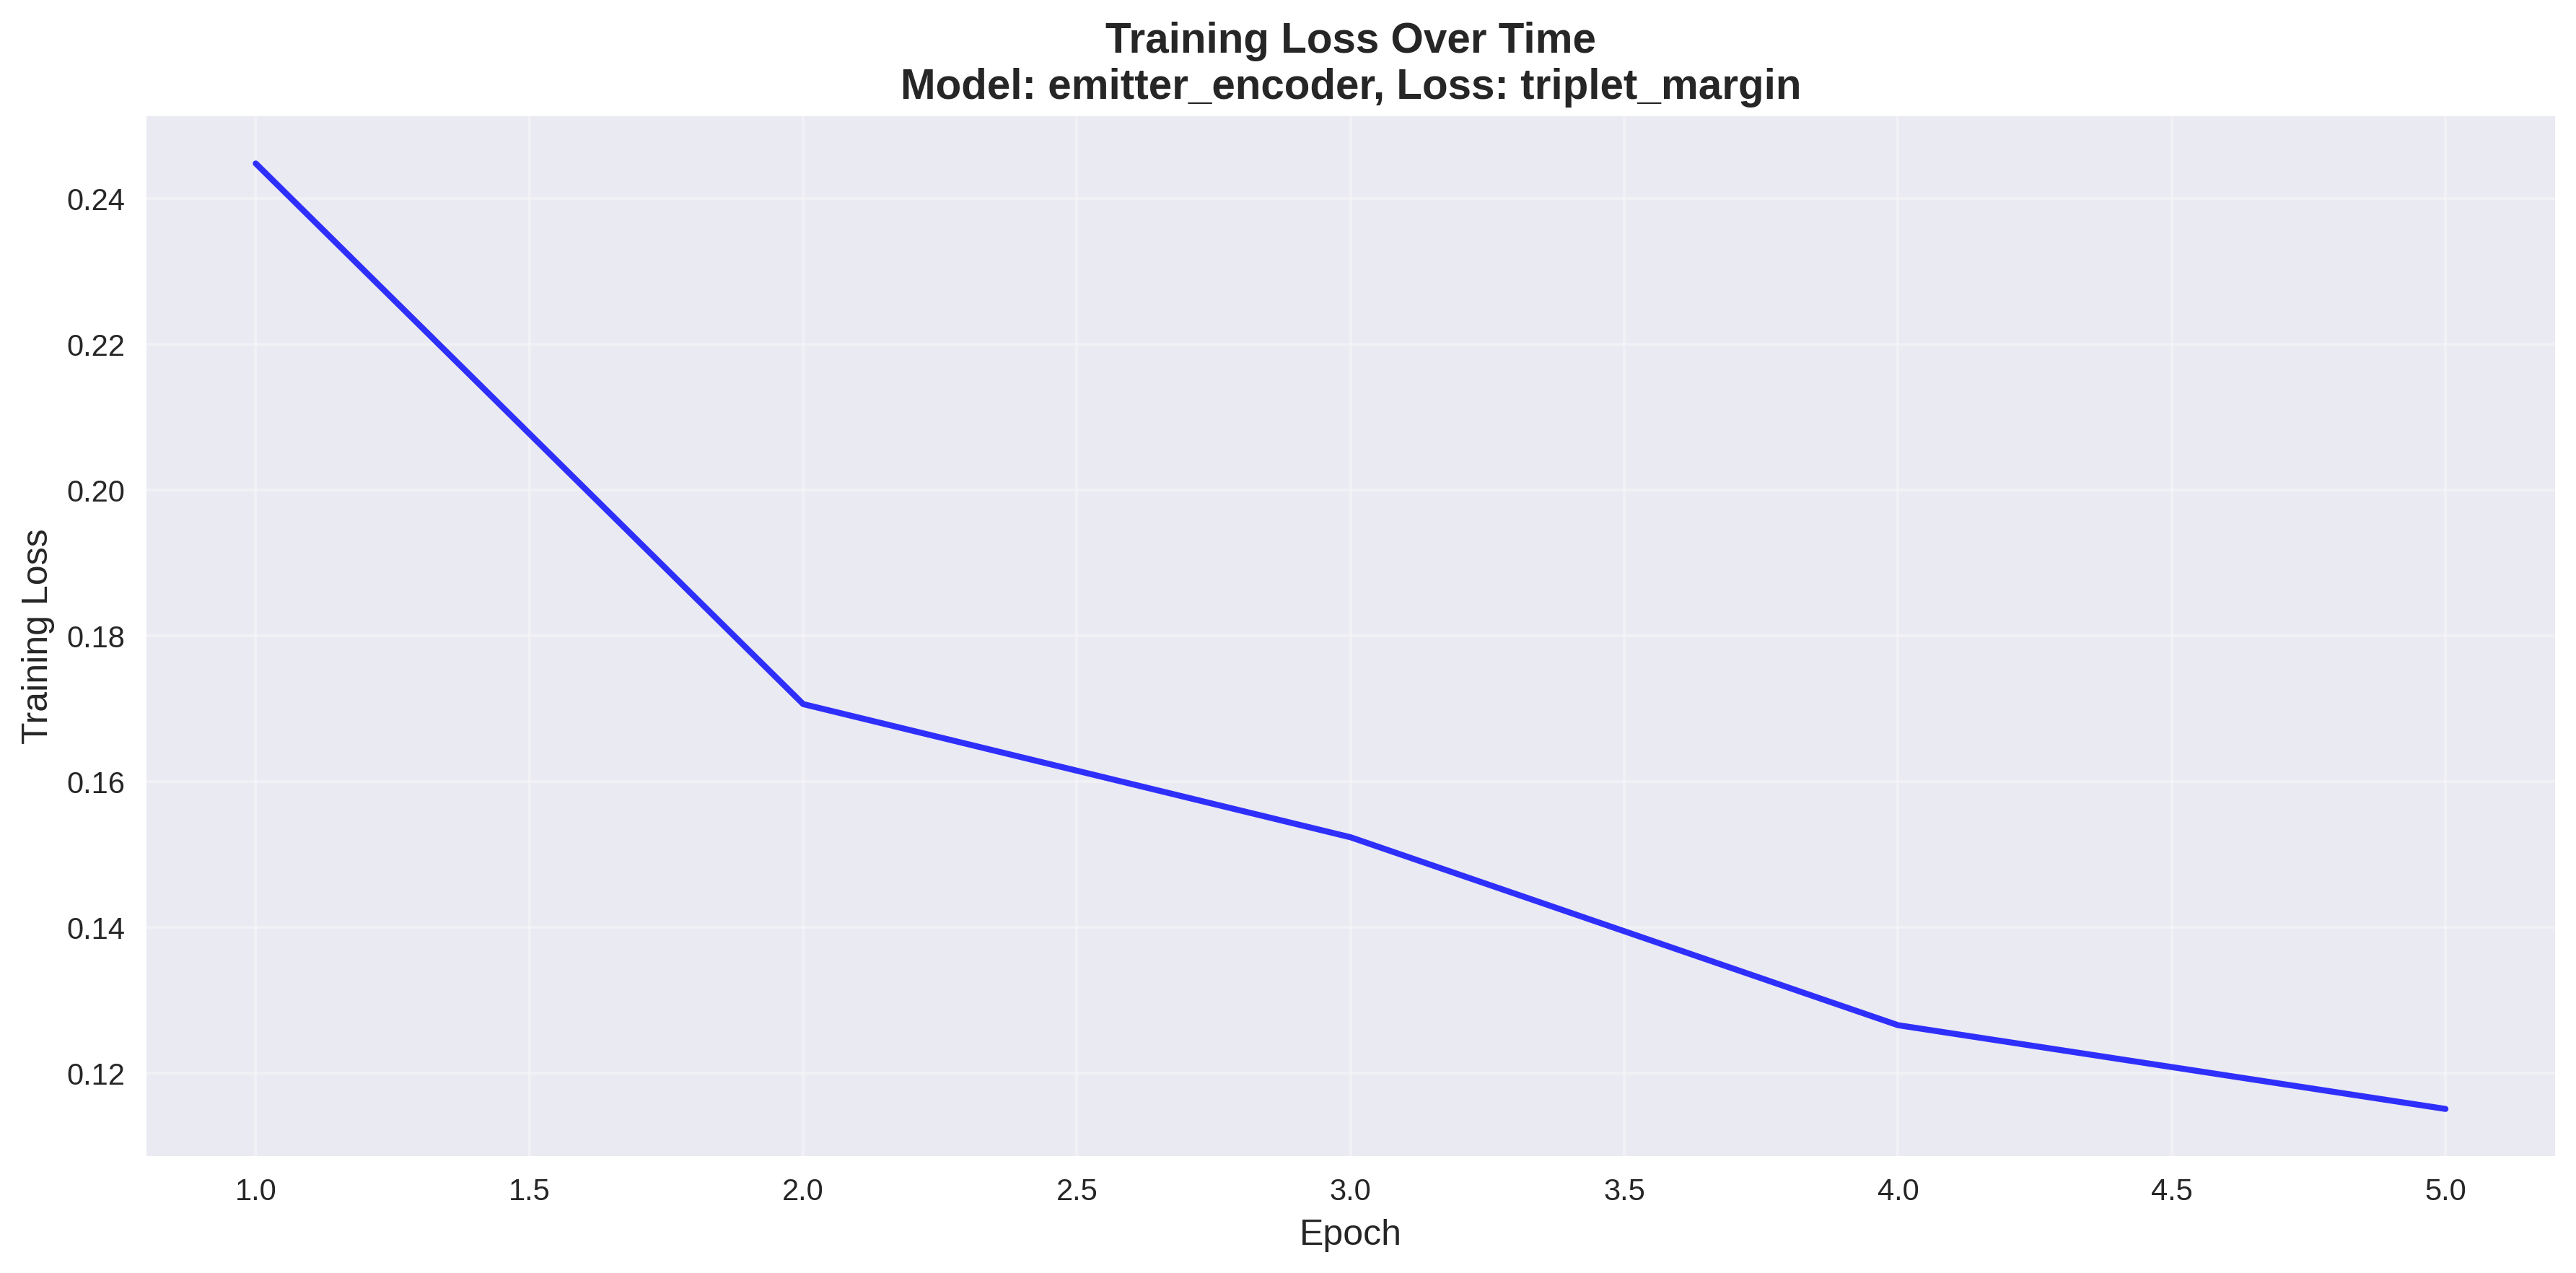 Training Loss Over Time
Model: emitter_encoder, Loss: triplet_margin
Training Loss
0.24
0.22
0.20
0.18
0.16
0.14
0.12
1.0 1.5 2.0 2.5 3.0 3.5 4.0 4.5 5.0
Epoch